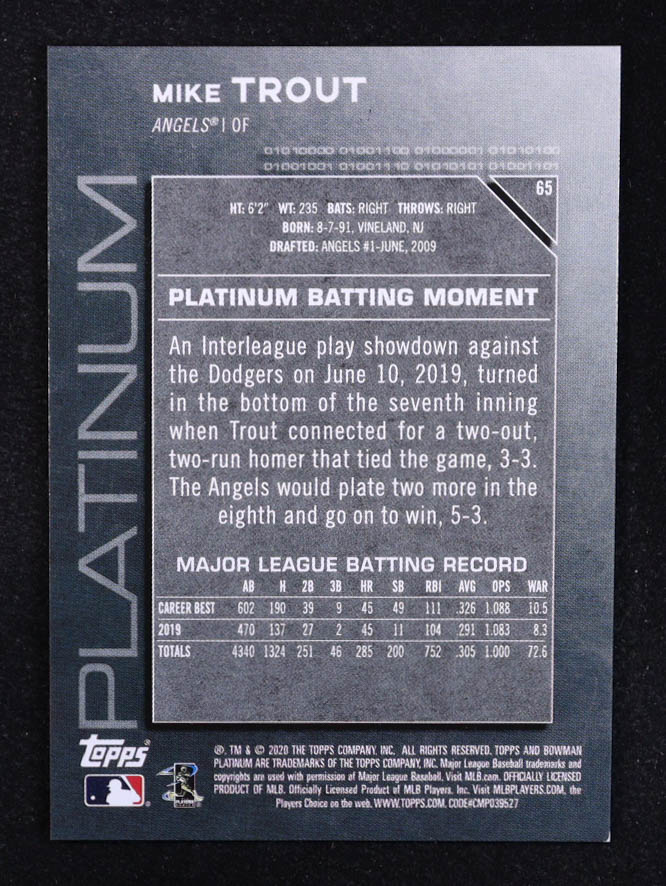 MIKE TROUT
ANGELS® | OF
01010000 01001100 01000001 01010100
01001001 01001110 01010101 01001101
65
HT: 6'2" WT: 235 BATS: RIGHT THROWS: RIGHT
BORN: 8-7-91, VINELAND, NJ
DRAFTED: ANGELS #1-JUNE, 2009
PLATINUM
PLATINUM BATTING MOMENT
An Interleague play showdown against
the Dodgers on June 10, 2019, turned
in the bottom of the seventh inning
when Trout connected for a two-out,
two-run homer that tied the game, 3-3.
The Angels would plate two more in the
eighth and go on to win, 5-3.
MAJOR LEAGUE BATTING RECORD
AB H 2B 3B HR SB RBI AVG OPS WAR
CAREER BEST 602 190 39 9 45 49 111 .326 1.088 10.5
2019 470 137 27 2 45 11 104 .291 1.083 8.3
TOTALS 4340 1324 251 46 285 200 752 .305 1.000 72.6
Topps®
®, TM & © 2020 THE TOPPS COMPANY, INC. ALL RIGHTS RESERVED. TOPPS AND BOWMAN
PLATINUM ARE TRADEMARKS OF THE TOPPS COMPANY, INC. Major League Baseball trademarks and
copyrights are used with permission of Major League Baseball. Visit MLB.com. OFFICIALLY LICENSED
PRODUCT OF MLB. Officially Licensed Product of MLB Players, Inc. Visit MLBPLAYERS.COM, the
Players Choice on the web. WWW.TOPPS.COM. CODE#CMP039527